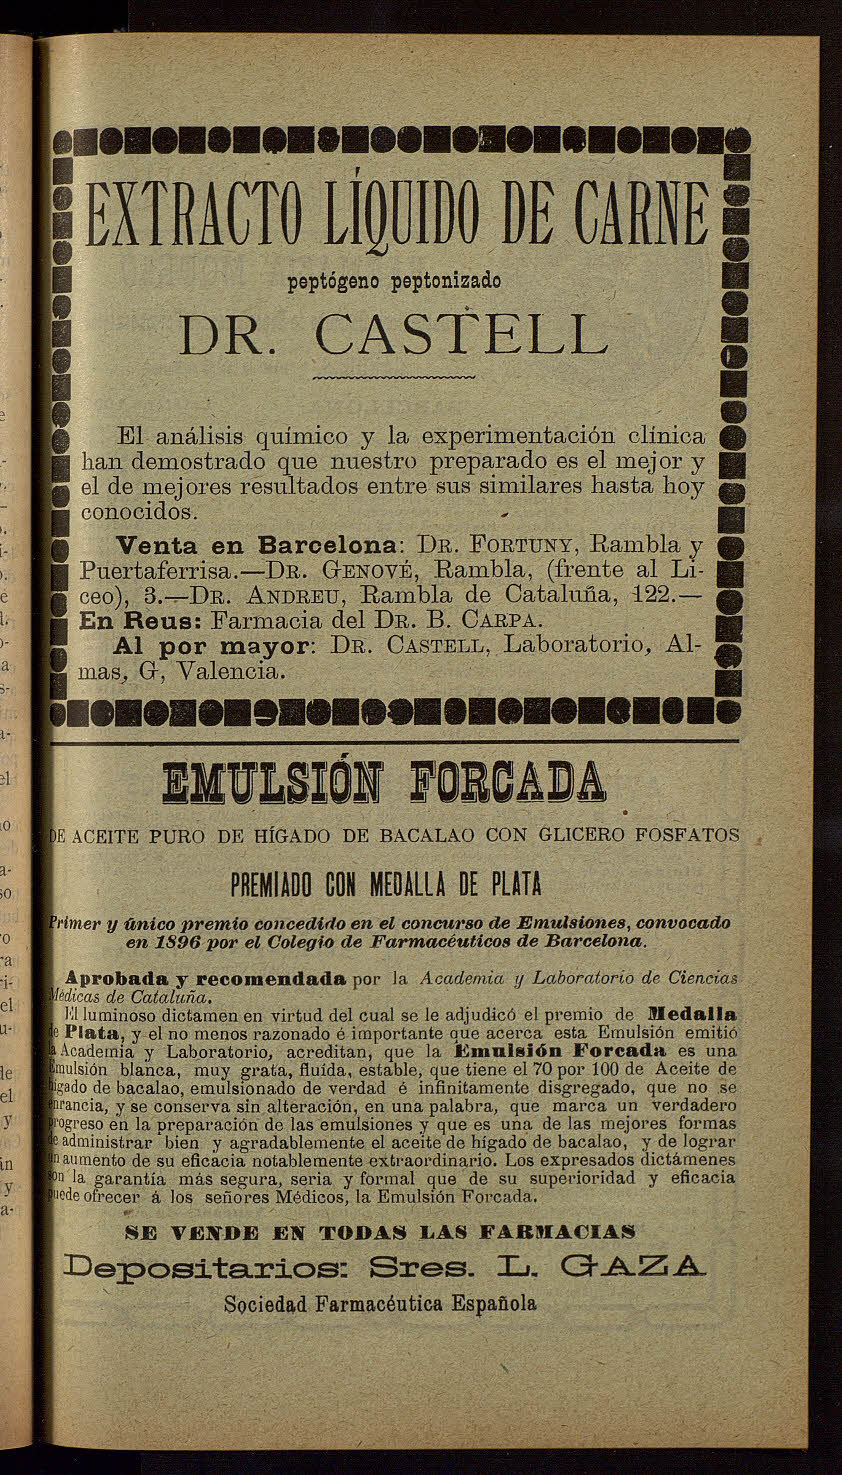 EXTRACTO LÍQUIDO DE CARNE
peptógeno peptonizado
DR. CASTELL
El análisis químico y la experimentación clínica
han demostrado que nuestro preparado es el mejor y
el de mejores resultados entre sus similares hasta hoy
conocidos.
Venta en Barcelona: DR. FORTUNY, Rambla y
Puertaferrisa.—DR. GENOVÉ, Rambla, (frente al Li-
ceo), 3.—DR. ANDREU, Rambla de Cataluña, 122.—
En Reus: Farmacia del DR. B. CARPA.
Al por mayor: DR. CASTELL, Laboratorio, Al-
mas, G, Valencia.
EMULSIÓN FORCADA
DE ACEITE PURO DE HÍGADO DE BACALAO CON GLICERO FOSFATOS
PREMIADO CON MEDALLA DE PLATA
Primer y único premio concedido en el concurso de Emulsiones, convocado
en 1896 por el Colegio de Farmacéuticos de Barcelona.
Aprobada y recomendada por la Academia y Laboratorio de Ciencias
Médicas de Cataluña.
El luminoso dictamen en virtud del cual se le adjudicó el premio de Medalla
de Plata, y el no menos razonado é importante que acerca esta Emulsión emitió
la Academia y Laboratorio, acreditan, que la Emulsión Forcada es una
Emulsión blanca, muy grata, fluída, estable, que tiene el 70 por 100 de Aceite de
hígado de bacalao, emulsionado de verdad é infinitamente disgregado, que no se
enrancia, y se conserva sin alteración, en una palabra, que marca un verdadero
progreso en la preparación de las emulsiones y que es una de las mejores formas
de administrar bien y agradablemente el aceite de hígado de bacalao, y de lograr
un aumento de su eficacia notablemente extraordinario. Los expresados dictámenes
son la garantía más segura, seria y formal que de su superioridad y eficacia
puede ofrecer á los señores Médicos, la Emulsión Forcada.
SE VENDE EN TODAS LAS FARMACIAS
Depositarios: Sres. L. GAZA
Sociedad Farmacéutica Española